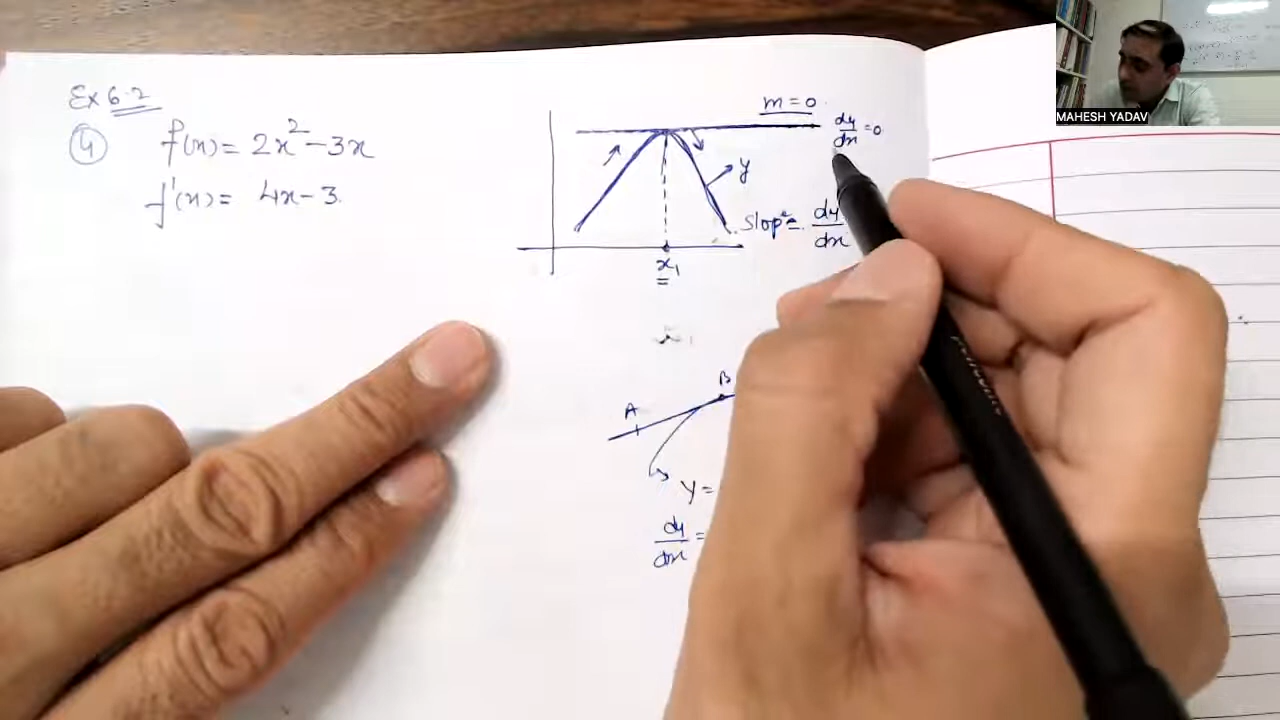 Ex 6.2
④ f(x) = 2x² - 3x
f'(x) = 4x - 3.
m = 0
dy/dx = 0
y
Slope = dy/dx
x₁
A
B
y =
dy/dx =
MAHESH YADAV